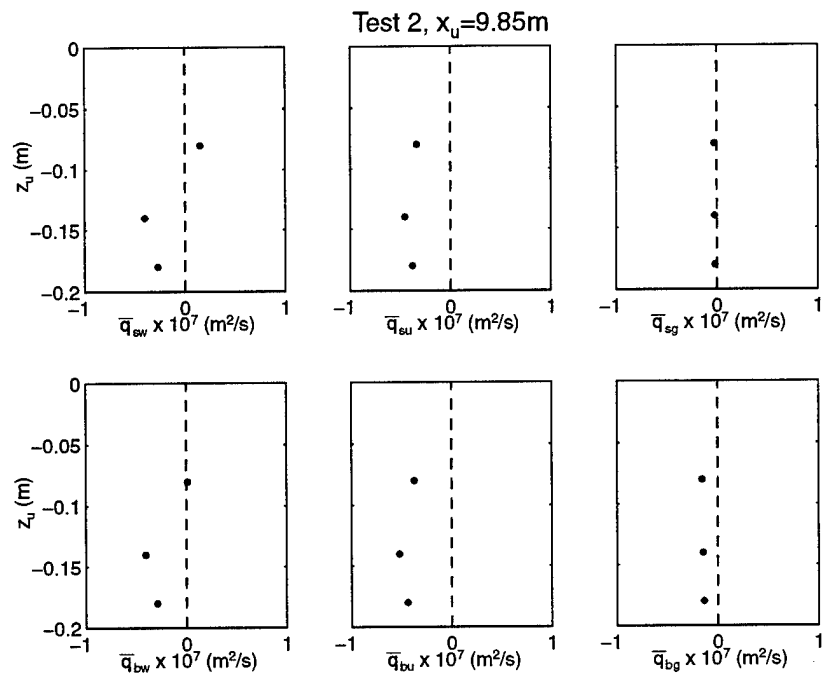 Test 2, x_u=9.85m
0
−0.05
−0.1
−0.15
−0.2
z_u (m)
−1 0 1
q̅_sw x 10^7 (m^2/s)
−1 0 1
q̅_su x 10^7 (m^2/s)
−1 0 1
q̅_sg x 10^7 (m^2/s)
0
−0.05
−0.1
−0.15
−0.2
z_u (m)
−1 0 1
q̅_bw x 10^7 (m^2/s)
−1 0 1
q̅_bu x 10^7 (m^2/s)
−1 0 1
q̅_bg x 10^7 (m^2/s)